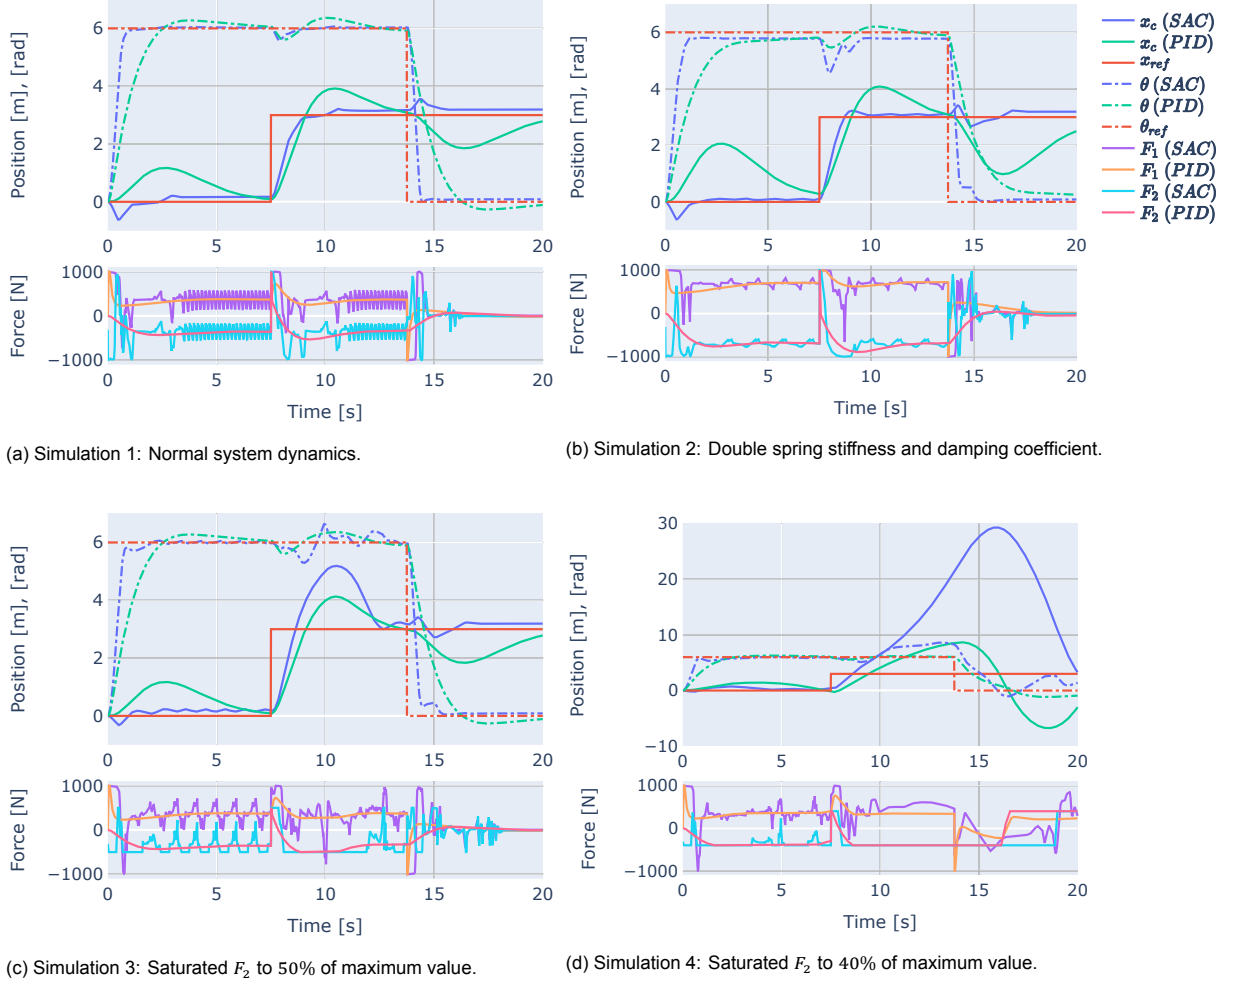 6
4
2
0
Position [m], [rad]
0
5
10
15
20
1000
0
−1000
Force [N]
0
5
10
15
20
Time [s]
(a) Simulation 1: Normal system dynamics.
6
4
2
0
Position [m], [rad]
0
5
10
15
20
1000
0
−1000
Force [N]
0
5
10
15
20
Time [s]
(b) Simulation 2: Double spring stiffness and damping coefficient.
x_c (SAC)
x_c (PID)
x_ref
θ (SAC)
θ (PID)
θ_ref
F_1 (SAC)
F_1 (PID)
F_2 (SAC)
F_2 (PID)
6
4
2
0
Position [m], [rad]
0
5
10
15
20
1000
0
−1000
Force [N]
0
5
10
15
20
Time [s]
(c) Simulation 3: Saturated F_2 to 50% of maximum value.
30
20
10
0
−10
Position [m], [rad]
0
5
10
15
20
1000
0
−1000
Force [N]
0
5
10
15
20
Time [s]
(d) Simulation 4: Saturated F_2 to 40% of maximum value.